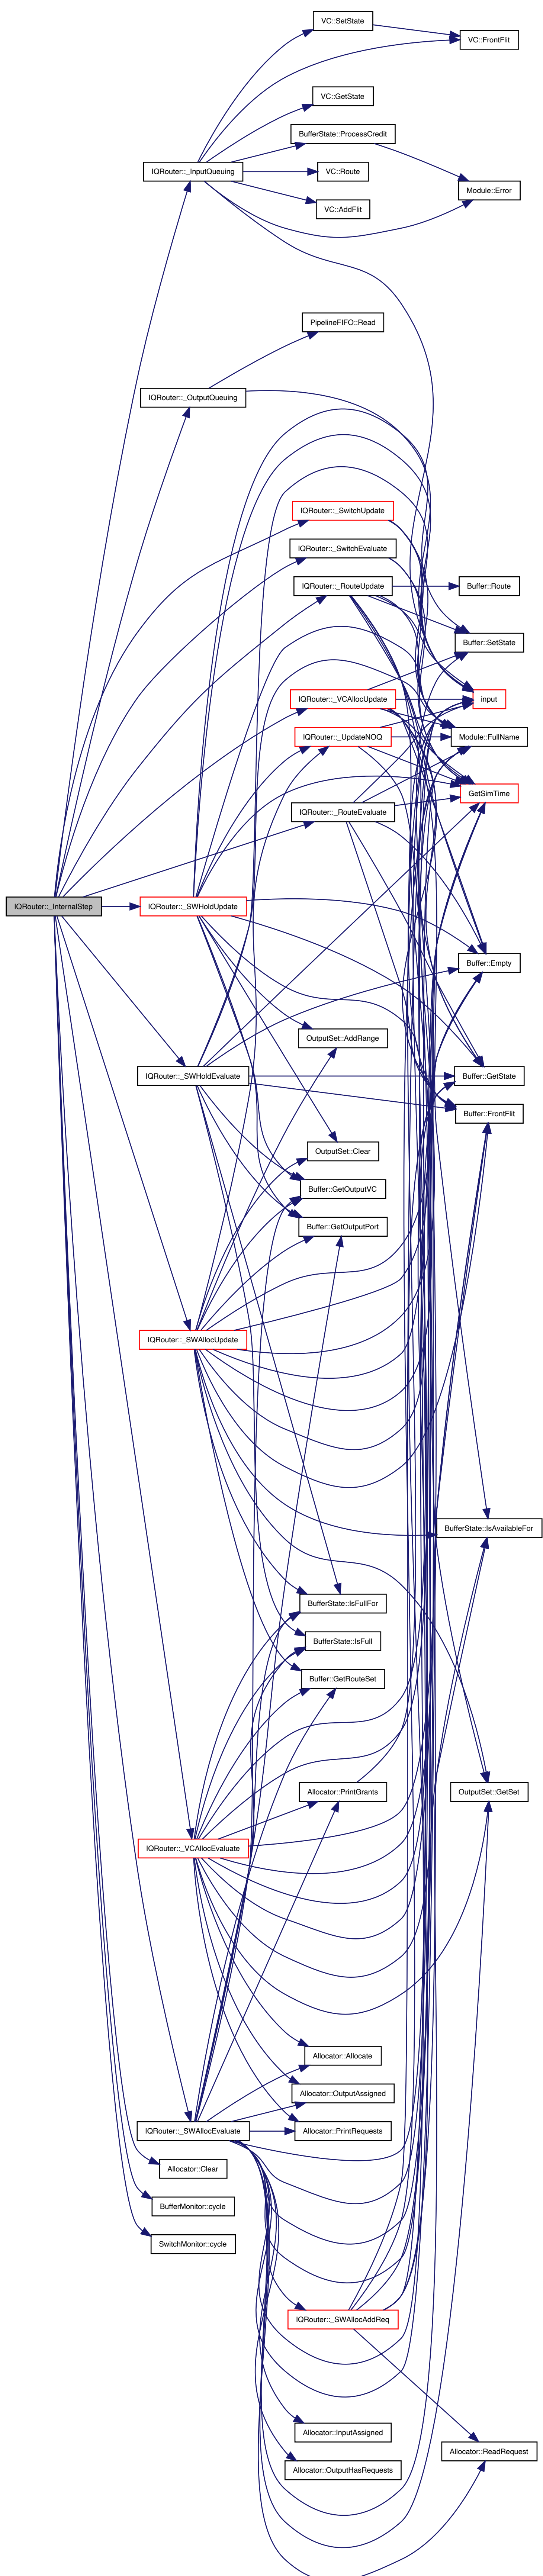 VC::SetState
VC::FrontFlit
VC::GetState
BufferState::ProcessCredit
IQRouter::_InputQueuing
VC::Route
Module::Error
VC::AddFlit
PipelineFIFO::Read
IQRouter::_OutputQueuing
IQRouter::_SwitchUpdate
IQRouter::_SwitchEvaluate
IQRouter::_RouteUpdate
Buffer::Route
Buffer::SetState
IQRouter::_VCAllocUpdate
input
IQRouter::_UpdateNOQ
Module::FullName
GetSimTime
IQRouter::_RouteEvaluate
IQRouter::_InternalStep
IQRouter::_SWHoldUpdate
Buffer::Empty
OutputSet::AddRange
IQRouter::_SWHoldEvaluate
Buffer::GetState
Buffer::FrontFlit
OutputSet::Clear
Buffer::GetOutputVC
Buffer::GetOutputPort
IQRouter::_SWAllocUpdate
BufferState::IsAvailableFor
BufferState::IsFullFor
BufferState::IsFull
Buffer::GetRouteSet
Allocator::PrintGrants
OutputSet::GetSet
IQRouter::_VCAllocEvaluate
Allocator::Allocate
Allocator::OutputAssigned
IQRouter::_SWAllocEvaluate
Allocator::PrintRequests
Allocator::Clear
BufferMonitor::cycle
SwitchMonitor::cycle
IQRouter::_SWAllocAddReq
Allocator::InputAssigned
Allocator::ReadRequest
Allocator::OutputHasRequests